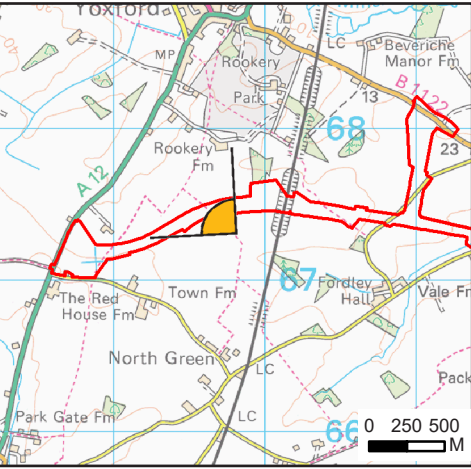 Yoxford
MP
LC
Beveriche
Manor Fm
Rookery
Park
13
B 1122
68
23
Rookery
Fm
A 12
67
Fordley
Hall
Vale
The Red
House Fm
Town Fm
North Green
LC
LC
Park Gate Fm
66
0 250 500
M